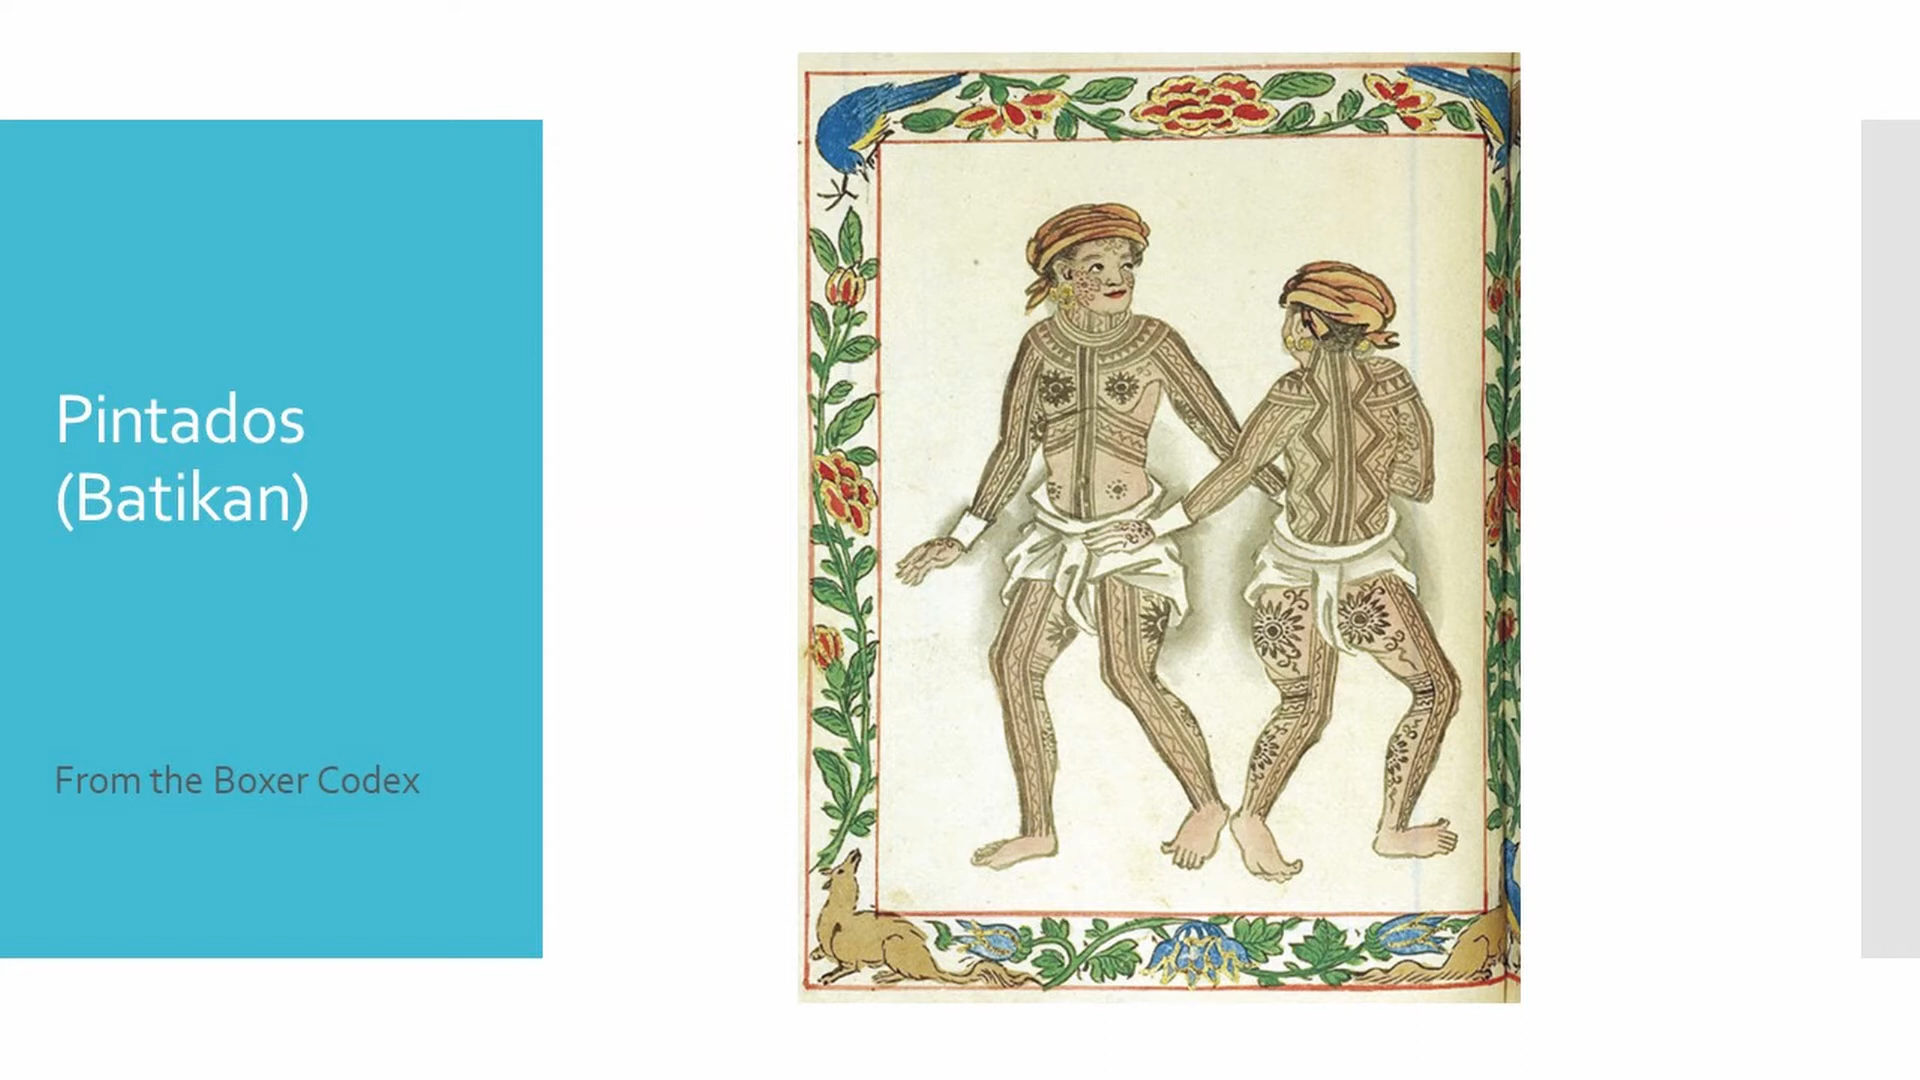 Pintados
(Batikan)
From the Boxer Codex